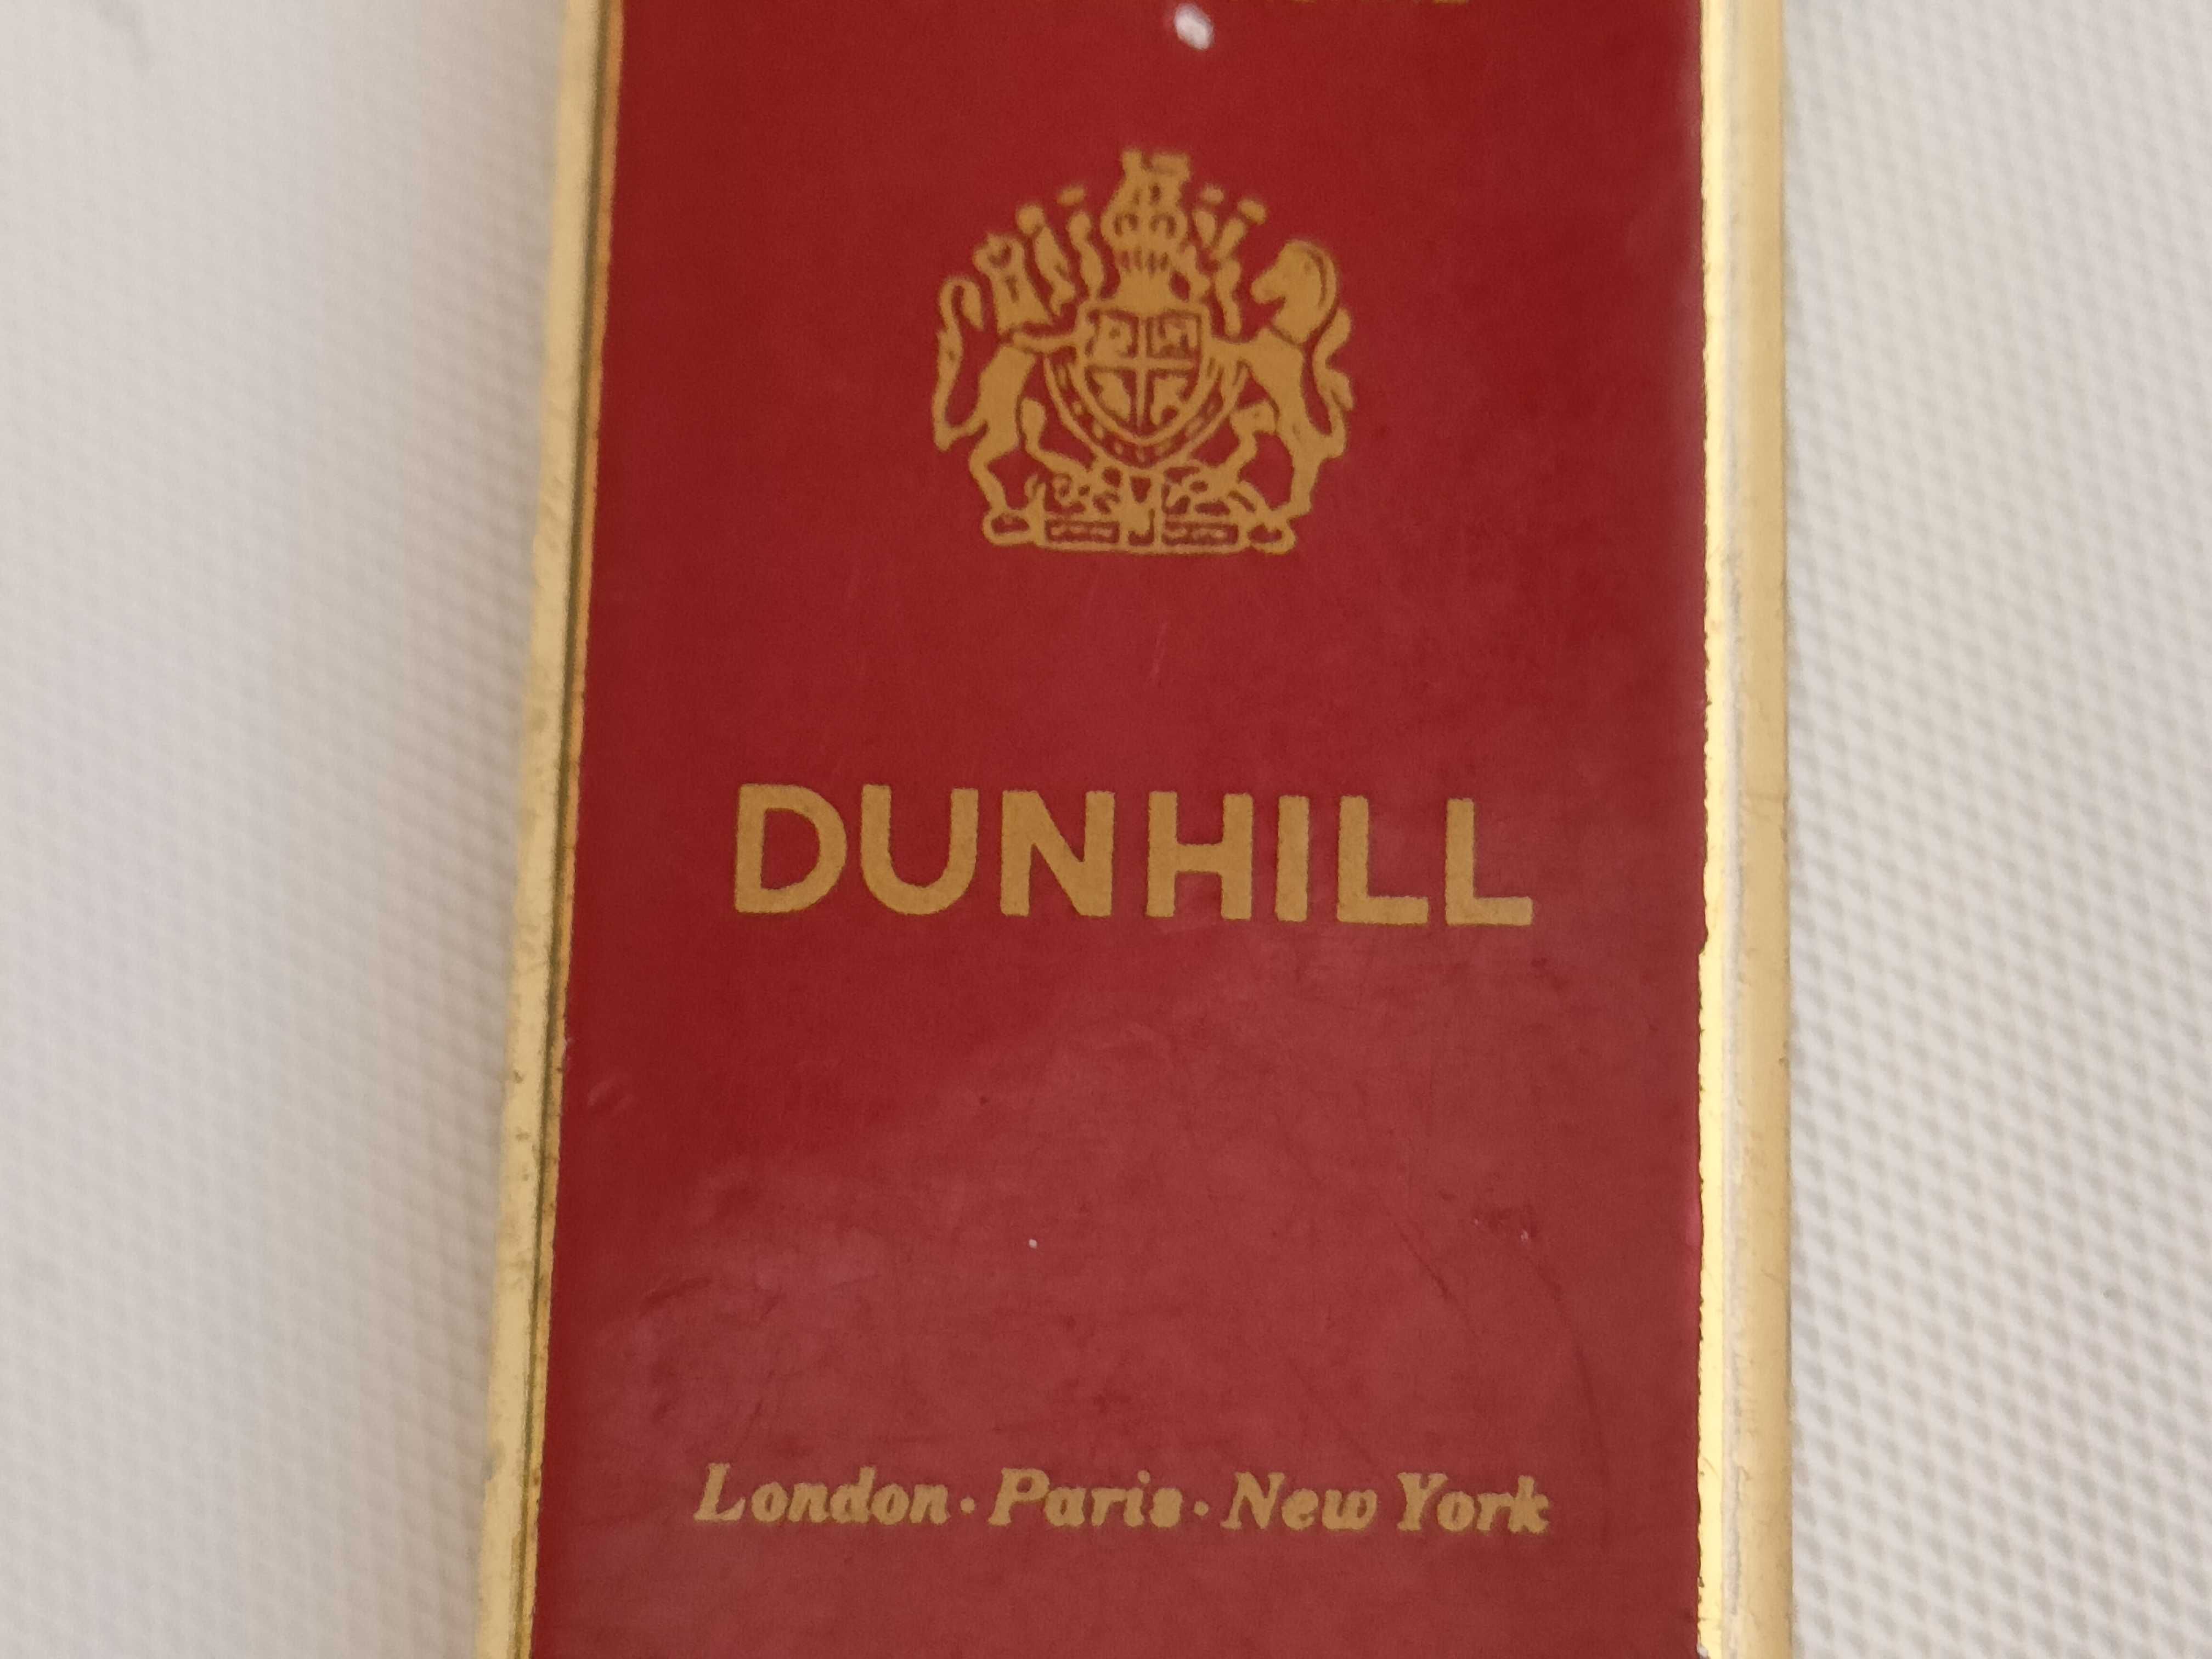 DUNHILL
London · Paris · New York